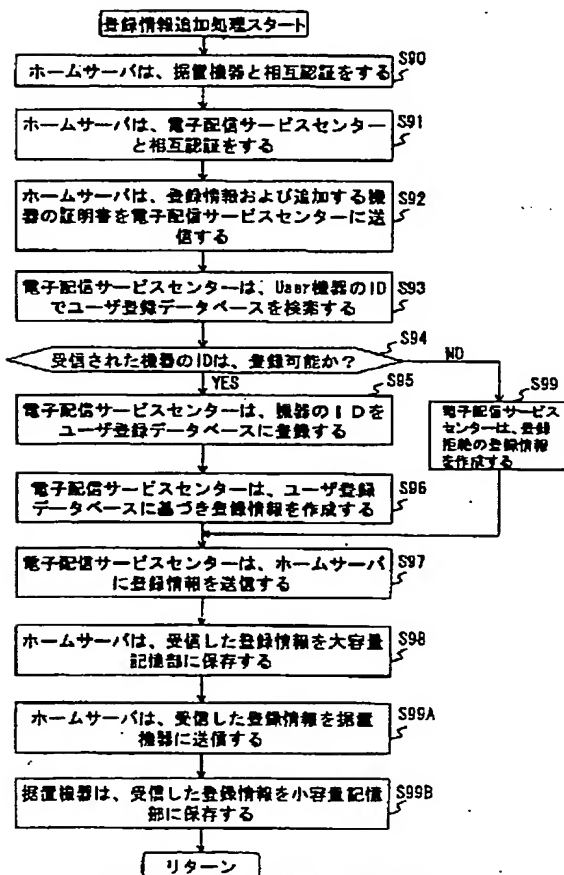 登録情報追加処理スタート
S90
ホームサーバは、据置機器と相互認証をする
S91
ホームサーバは、電子配信サービスセンター
と相互認証をする
S92
ホームサーバは、登録情報および追加する機
器の証明書を電子配信サービスセンターに送
信する
S93
電子配信サービスセンターは、User機器のID
でユーザ登録データベースを検索する
S94
受信された機器のIDは、登録可能か？
NO
YES
S95
電子配信サービスセンターは、機器のIDを
ユーザ登録データベースに登録する
S99
電子配信サービス
センターは、登録
拒絶の登録情報
を作成する
S96
電子配信サービスセンターは、ユーザ登録
データベースに基づき登録情報を作成する
S97
電子配信サービスセンターは、ホームサーバ
に登録情報を送信する
S98
ホームサーバは、受信した登録情報を大容量
記憶部に保存する
S99A
ホームサーバは、受信した登録情報を据置
機器に送信する
S99B
据置機器は、受信した登録情報を小容量記憶
部に保存する
リターン